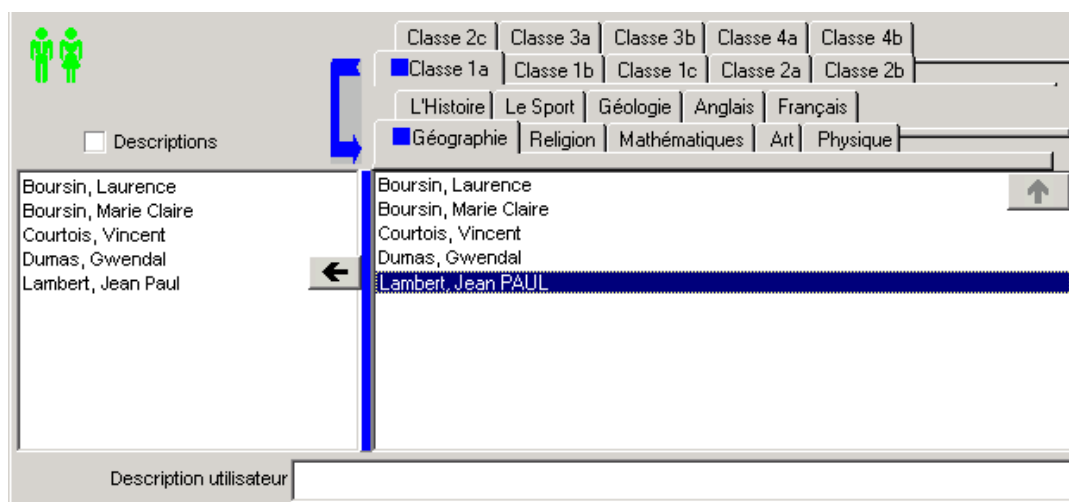 Classe 2c Classe 3a Classe 3b Classe 4a Classe 4b
Classe 1a Classe 1b Classe 1c Classe 2a Classe 2b
L'Histoire Le Sport Géologie Anglais Français
Descriptions
Géographie Religion Mathématiques Art Physique
Boursin, Laurence
Boursin, Marie Claire
Courtois, Vincent
Dumas, Gwendal
Lambert, Jean Paul
Boursin, Laurence
Boursin, Marie Claire
Courtois, Vincent
Dumas, Gwendal
Lambert, Jean PAUL
Description utilisateur